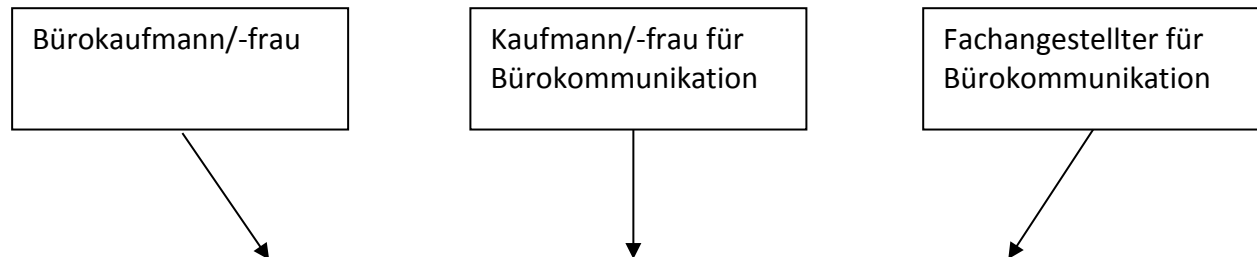 Bürokaufmann/-frau
Kaufmann/-frau für
Bürokommunikation
Fachangestellter für
Bürokommunikation